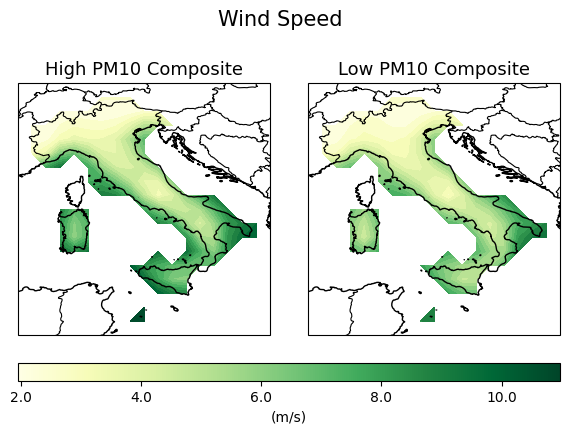 Wind Speed
High PM10 Composite
Low PM10 Composite
2.0 4.0 6.0 8.0 10.0
(m/s)